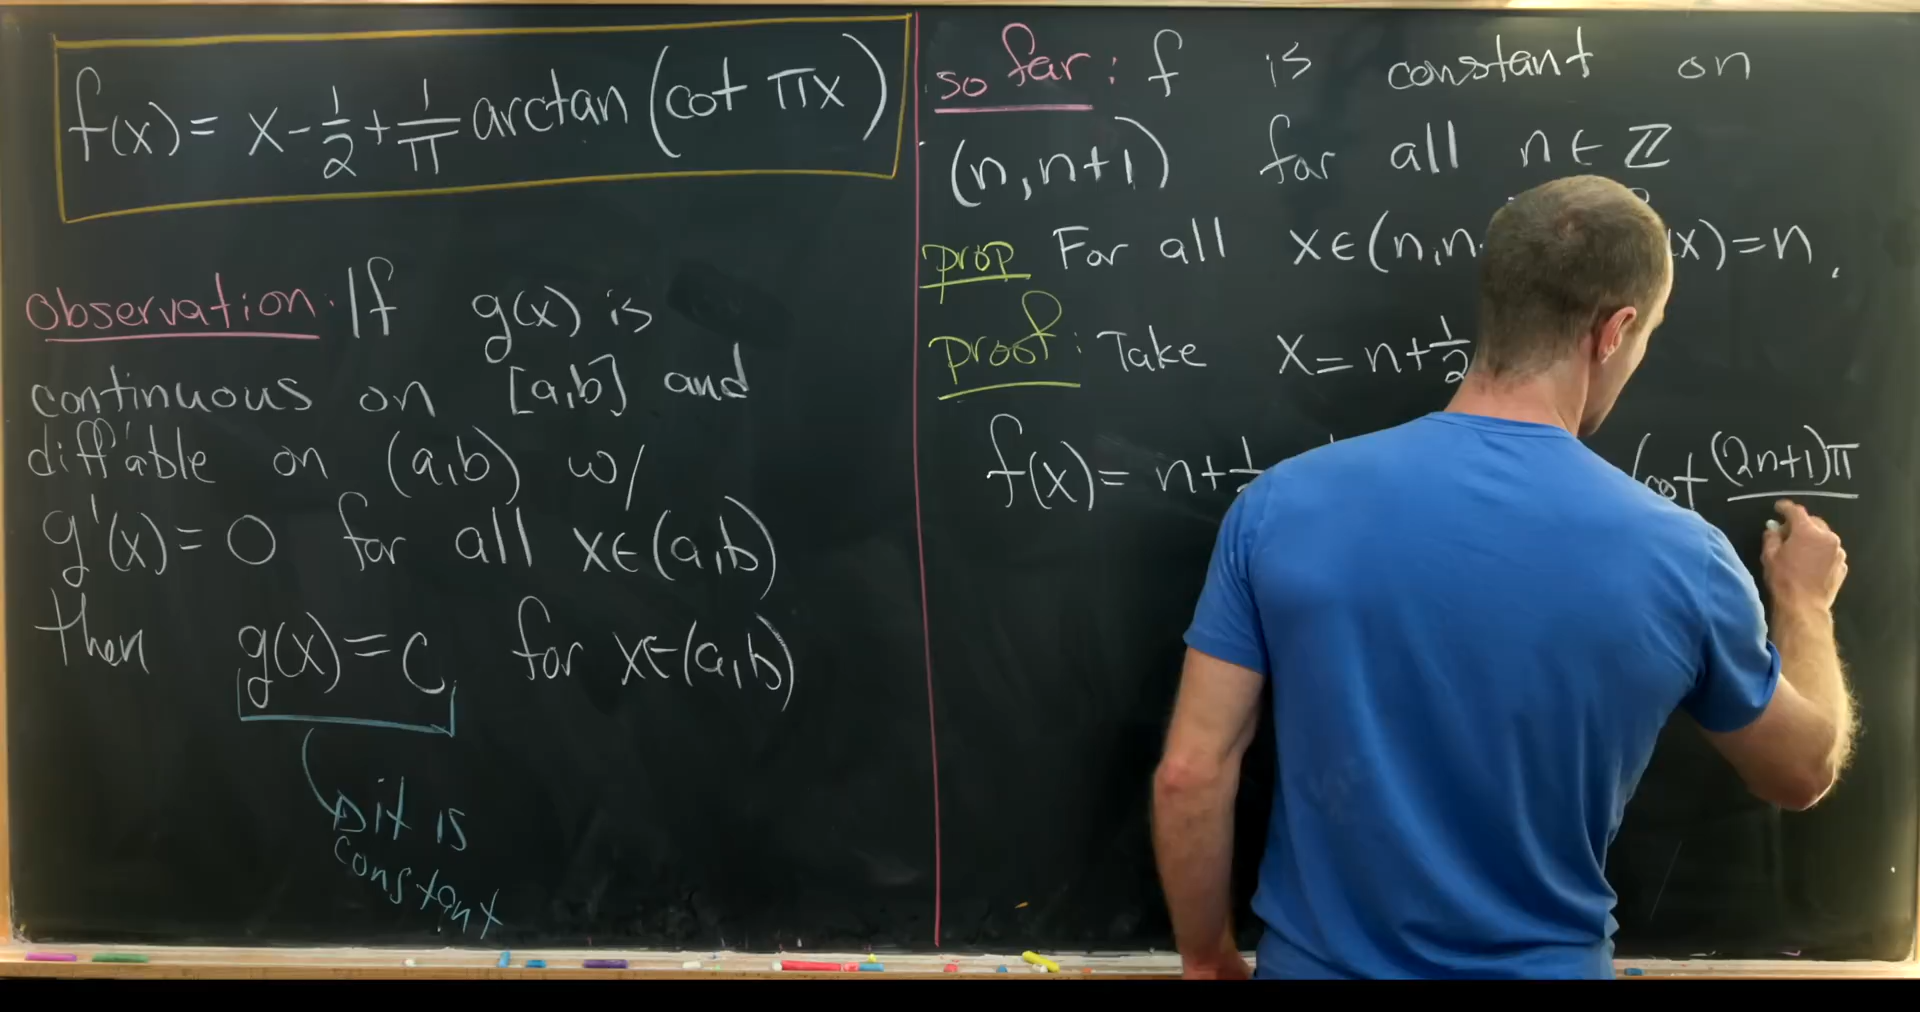 f(x) = x - 1/2 + 1/π arctan (cot πx)
observation: If g(x) is
continuous on [a,b] and
diff'able on (a,b) w/
g'(x) = 0 for all x∈(a,b)
then g(x) = c for x∈(a,b)
it is
constant
so far: f is constant on
(n,n+1) for all n∈ℤ
prop For all x∈(n,n x) = n.
proof: Take x = n + 1/2
f(x) = n + 1 (cot (2n+1)π